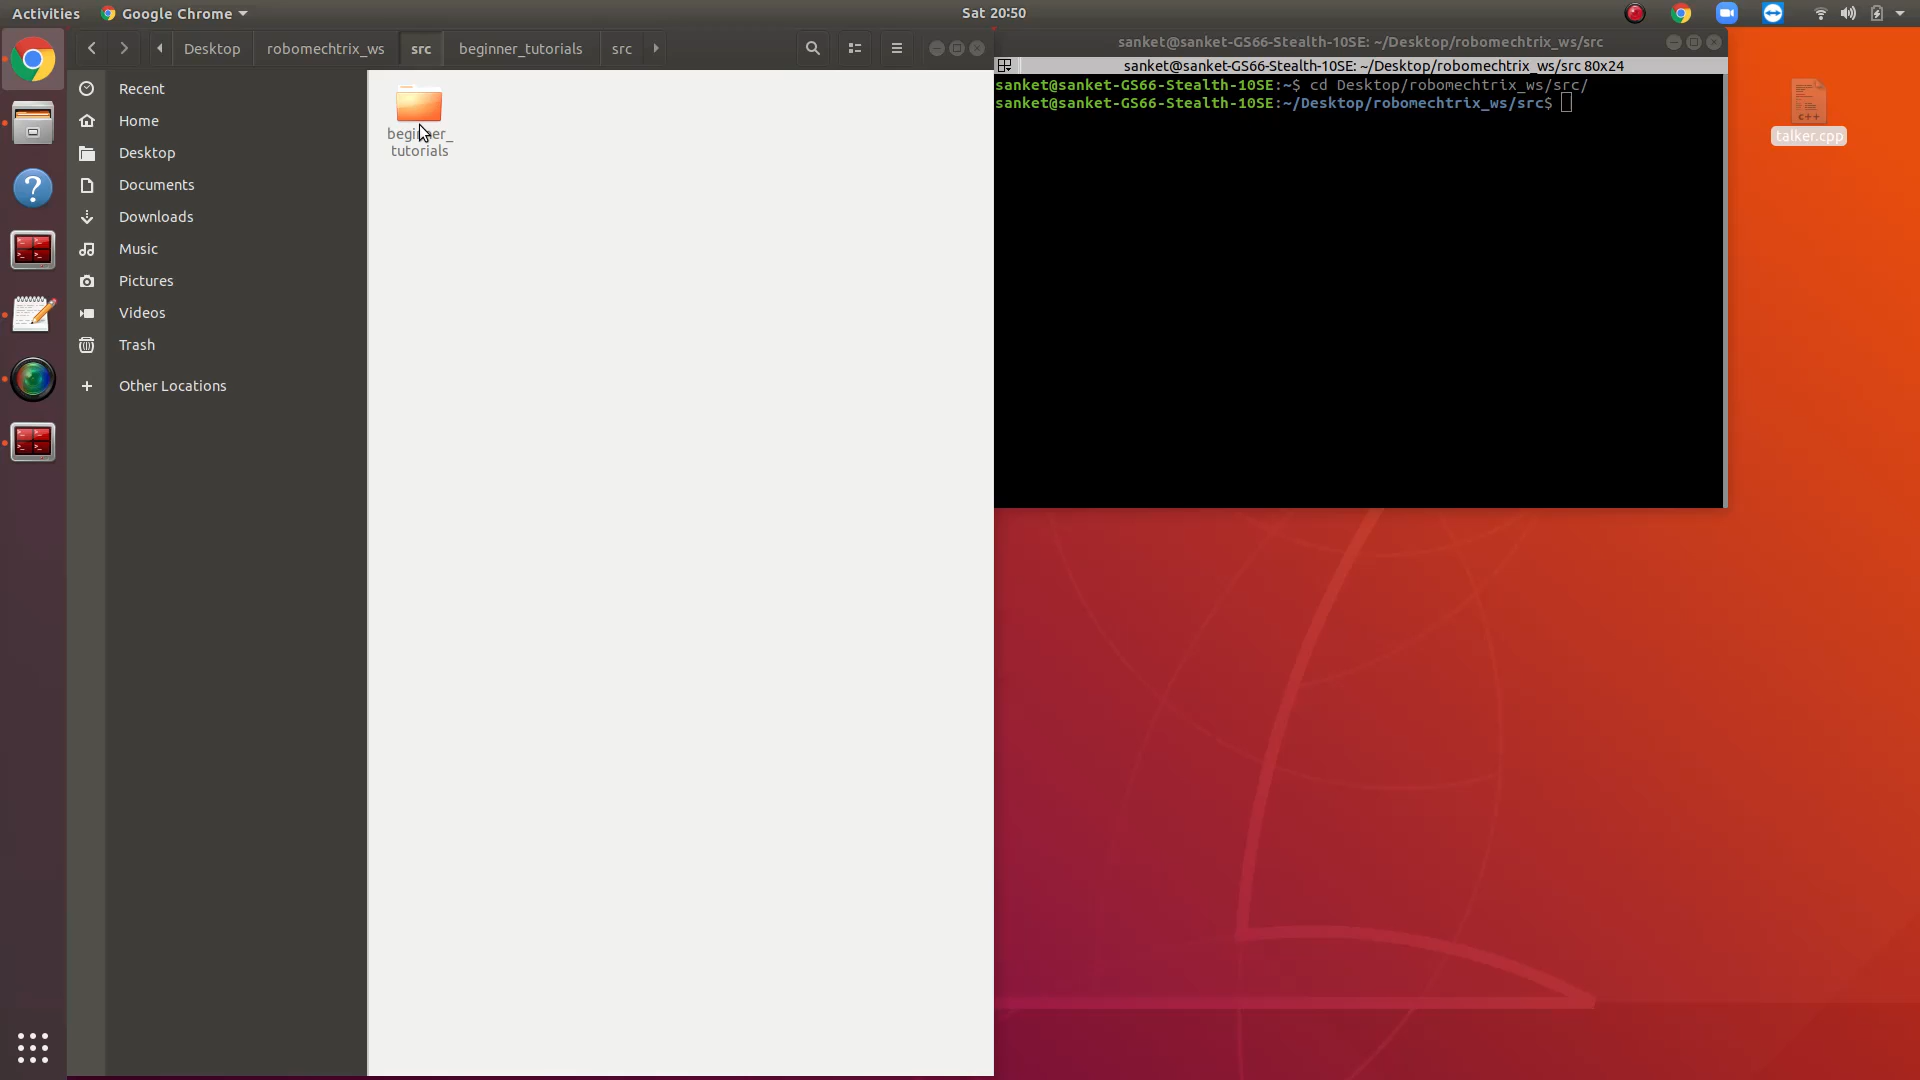 Activities
Google Chrome
Sat 20:50
Desktop
robomechtrix_ws
src
beginner_tutorials
src
Recent
Home
Desktop
Documents
Downloads
Music
Pictures
Videos
Trash
Other Locations
beginner_
tutorials
sanket@sanket-GS66-Stealth-10SE: ~/Desktop/robomechtrix_ws/src
sanket@sanket-GS66-Stealth-10SE: ~/Desktop/robomechtrix_ws/src 80x24
sanket@sanket-GS66-Stealth-10SE:~$ cd Desktop/robomechtrix_ws/src/
sanket@sanket-GS66-Stealth-10SE:~/Desktop/robomechtrix_ws/src$
C++
talker.cpp